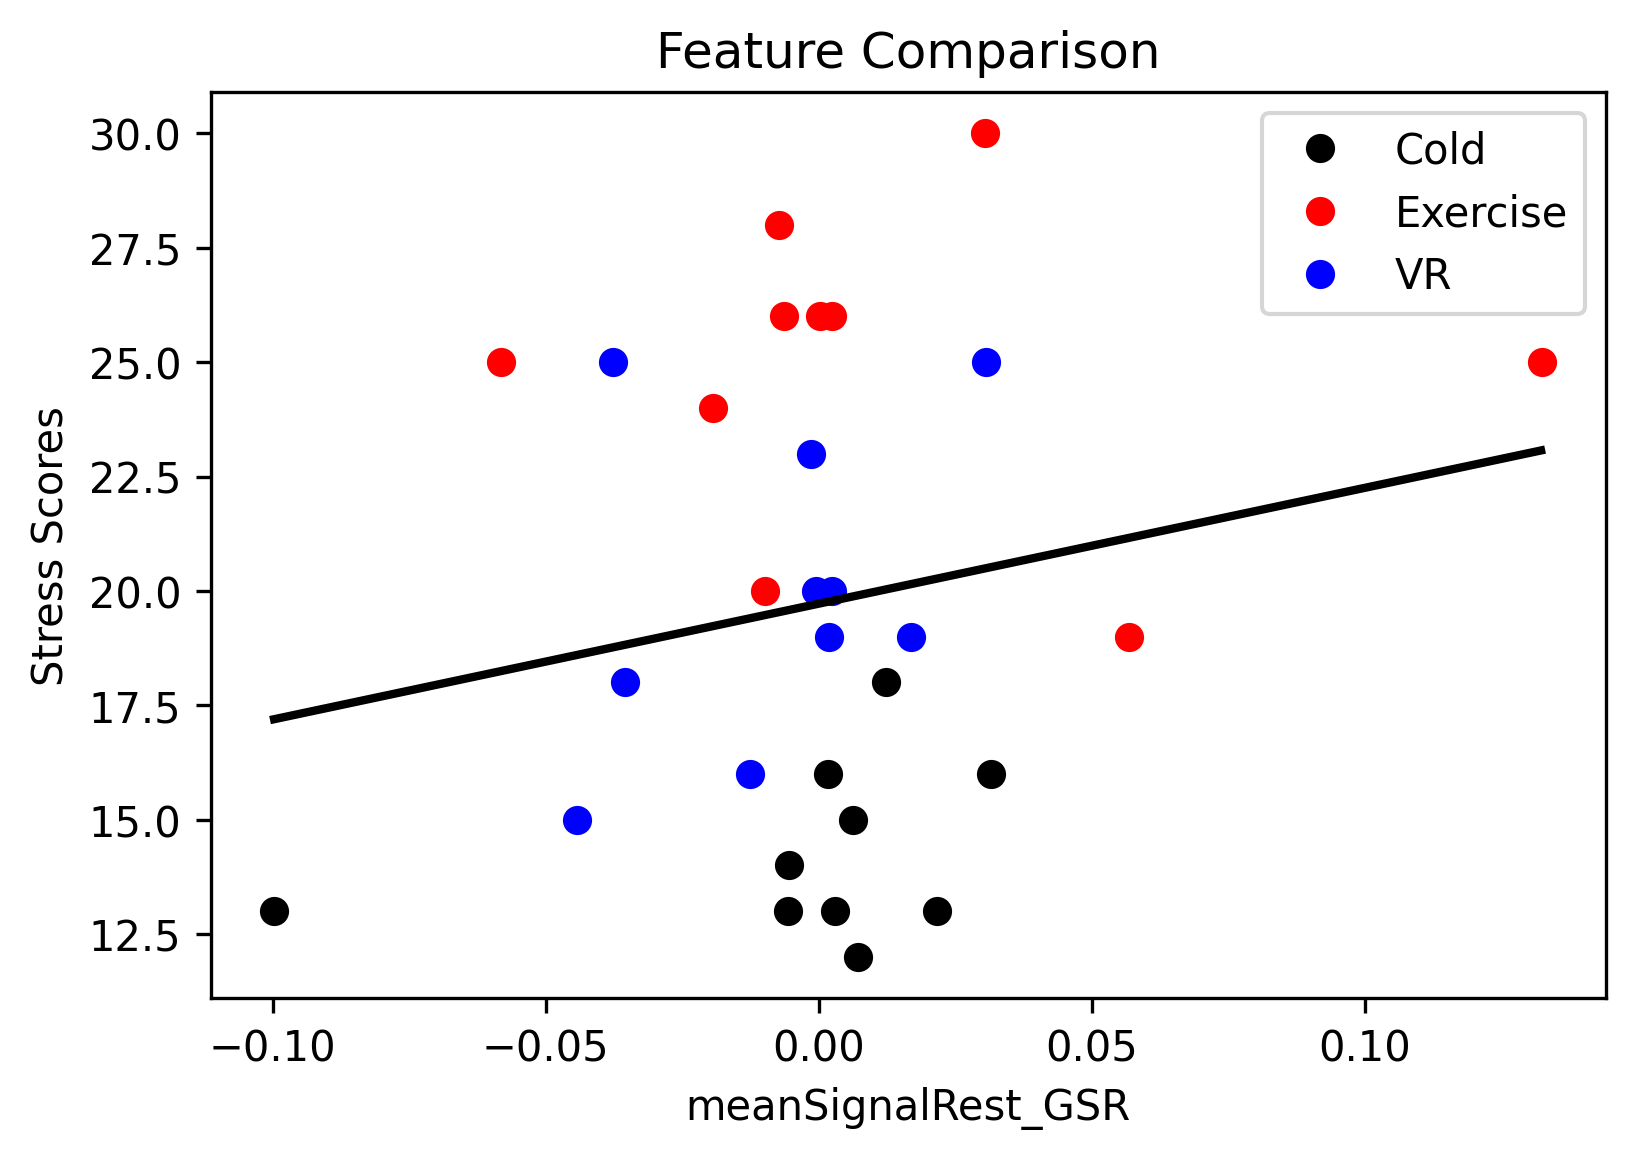 Feature Comparison
30.0
27.5
25.0
22.5
20.0
17.5
15.0
12.5
Stress Scores
Cold
Exercise
VR
−0.10 −0.05 0.00 0.05 0.10
meanSignalRest_GSR